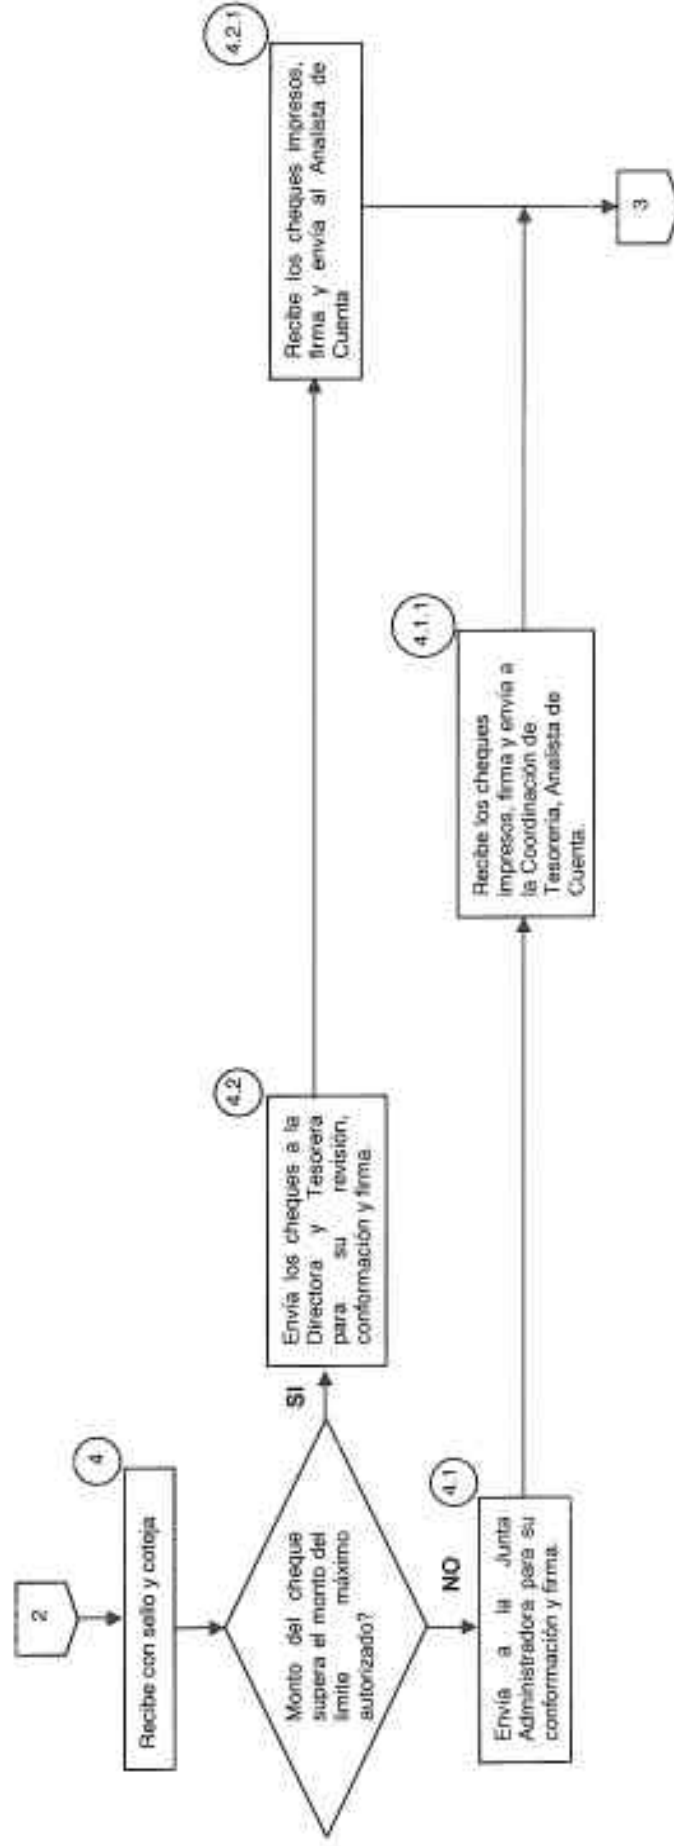 2
4
Recibe con sello y coteja
Monto del cheque
supera el monto del
límite máximo
autorizado?
SI
NO
4.2
Envía los cheques a la
Directora y Tesorera
para su revisión,
conformación y firma.
4.1
Envía a la Junta
Administradora para su
conformación y firma.
4.2.1
Recibe los cheques impresos,
firma y envía al Analista de
Cuenta
4.1.1
Recibe los cheques
impresos, firma y envía a
la Coordinación de
Tesorería, Analista de
Cuenta.
3